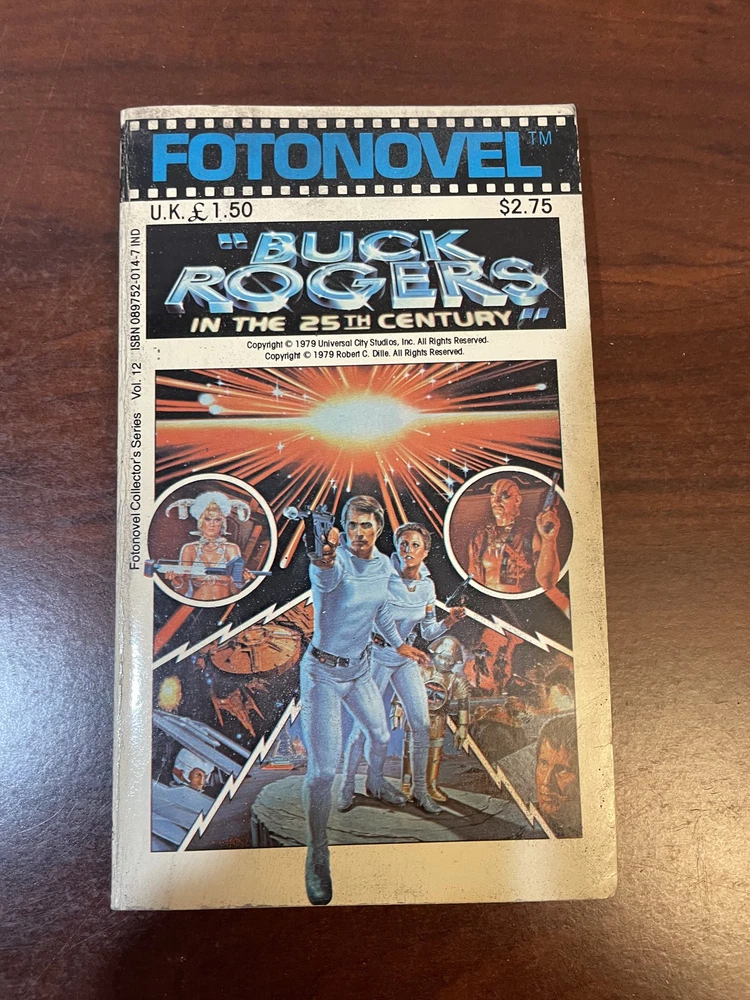 FOTONOVEL™
U.K. £1.50 $2.75
"BUCK
ROGERS
IN THE 25TH CENTURY"
Copyright © 1979 Universal City Studios, Inc. All Rights Reserved.
Copyright © 1979 Robert C. Dille. All Rights Reserved.
Fotonovel Collector's Series Vol. 12 ISBN 089752-014-7 IND